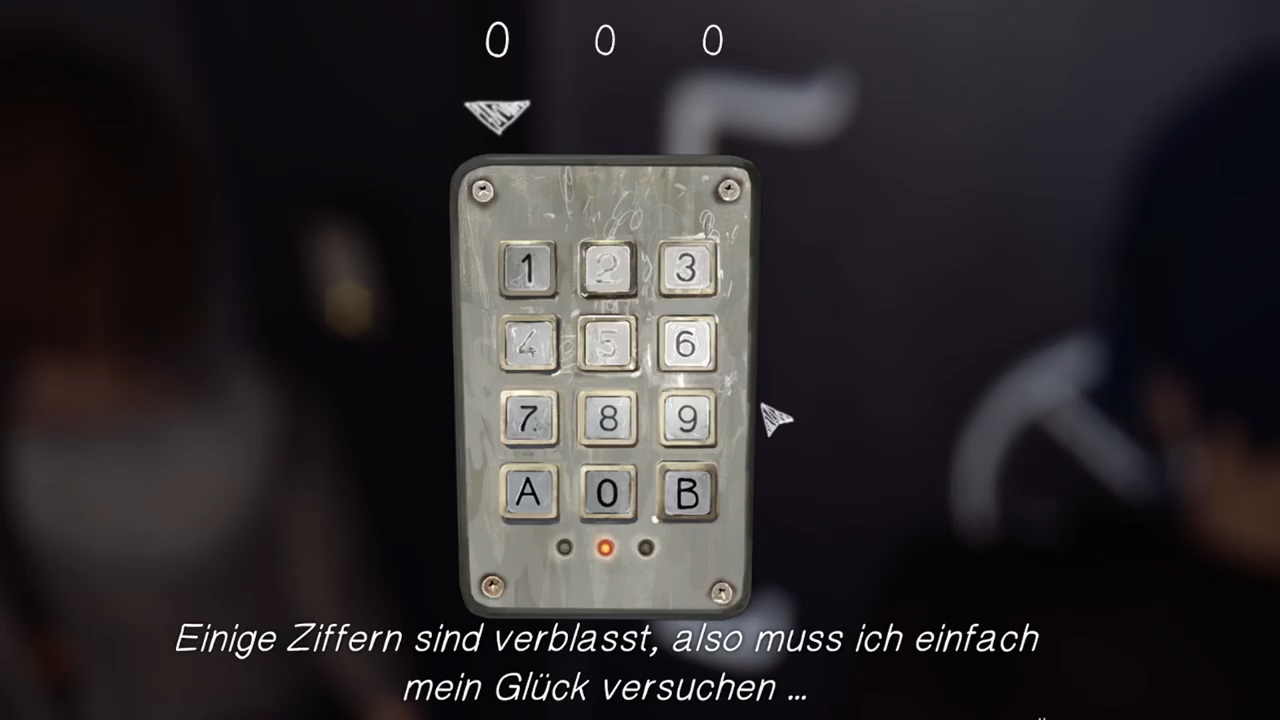 0 0 0
1 2 3
4 5 6
7 8 9
A 0 B
Einige Ziffern sind verblasst, also muss ich einfach
mein Glück versuchen ...